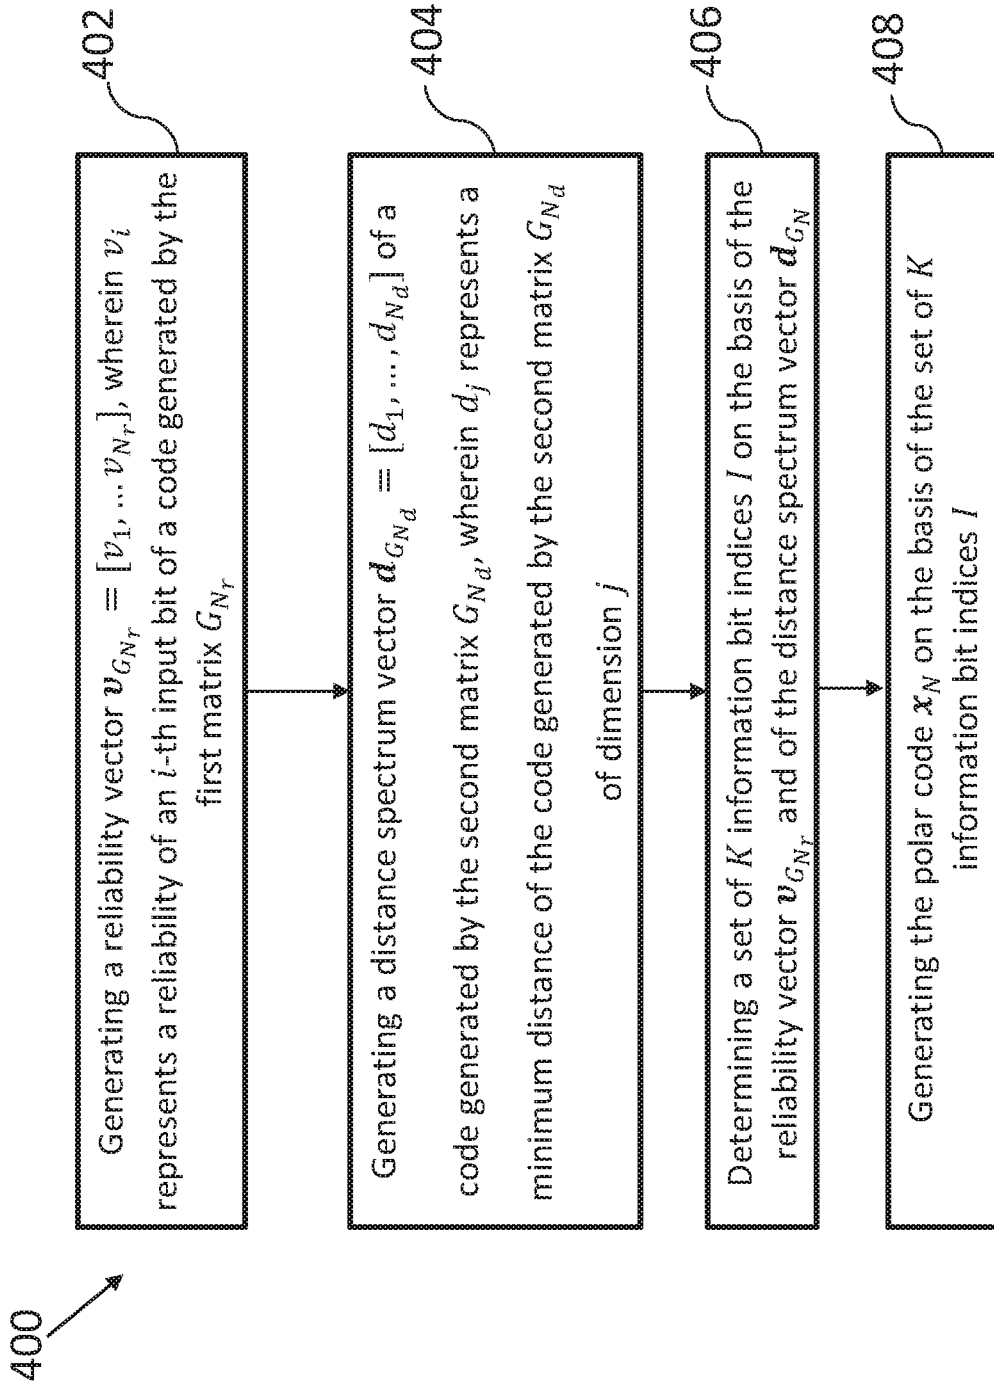 400
402
Generating a reliability vector 𝒗_{G_{N_r}} = [v_1, … v_{N_r}], wherein v_i
represents a reliability of an i-th input bit of a code generated by the
first matrix G_{N_r}
404
Generating a distance spectrum vector 𝒅_{G_{N_d}} = [d_1, … , d_{N_d}] of a
code generated by the second matrix G_{N_d}, wherein d_j represents a
minimum distance of the code generated by the second matrix G_{N_d}
of dimension j
406
Determining a set of K information bit indices I on the basis of the
reliability vector 𝒗_{G_{N_r}} and of the distance spectrum vector 𝒅_{G_N}
408
Generating the polar code 𝒙_N on the basis of the set of K
information bit indices I